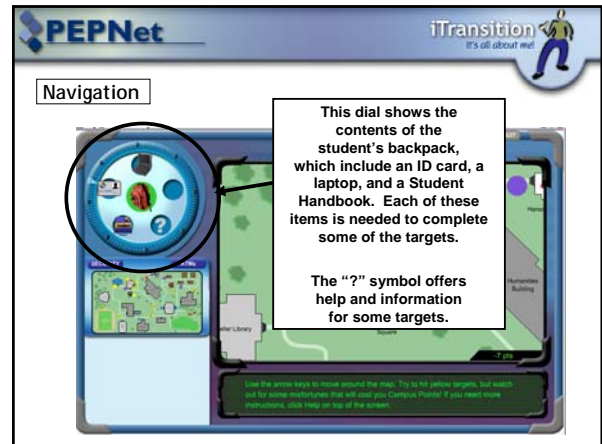 PEPNet
iTransition
It's all about me!
Navigation
This dial shows the
contents of the
student's backpack,
which include an ID card, a
laptop, and a Student
Handbook. Each of these
items is needed to complete
some of the targets.
The “?” symbol offers
help and information
for some targets.
?
Humanities
Building
Square
-7 pts
Use the arrow keys to move around the map. Try to hit yellow targets, but watch
out for some misfortunes that will cost you Campus Points! If you need more
instructions, click Help on top of the screen.